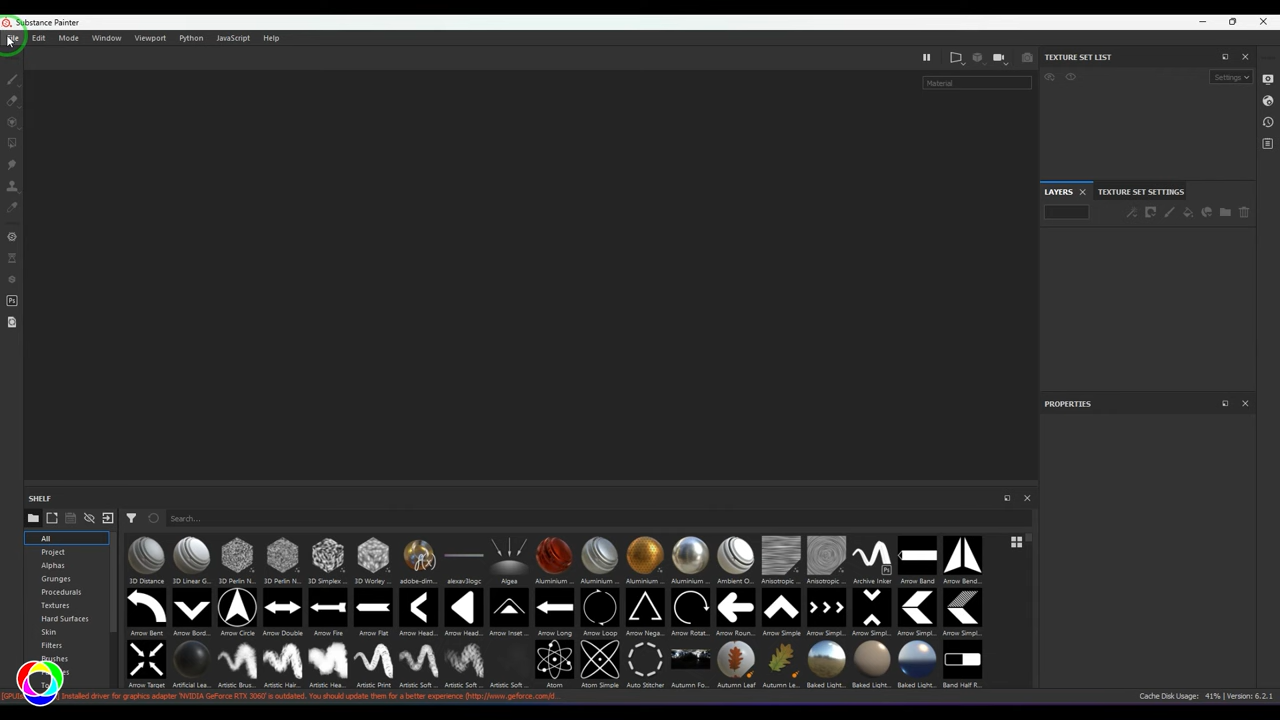 Substance Painter
File Edit Mode Window Viewport Python JavaScript Help
Material
TEXTURE SET LIST
Settings
LAYERS TEXTURE SET SETTINGS
PROPERTIES
SHELF
Search...
All
Project
Alphas
Grunges
Procedurals
Textures
Hard Surfaces
Skin
Filters
Brushes
3D Distance 3D Linear G... 3D Perlin N... 3D Perlin N... 3D Simplex ... 3D Worley ... adobe-dim... alexav3logc Algea Aluminium ... Aluminium ... Aluminium ... Aluminium ... Ambient O... Anisotropic ... Anisotropic ... Archive Inker Arrow Band Arrow Bend...
Arrow Bent Arrow Bord... Arrow Circle Arrow Double Arrow Fire Arrow Flat Arrow Head... Arrow Head... Arrow Inset ... Arrow Long Arrow Loop Arrow Nega... Arrow Rotat... Arrow Roun... Arrow Simple Arrow Simpl... Arrow Simpl... Arrow Simpl... Arrow Simpl...
Arrow Target Artistic Brus... Artistic Hair... Artistic Hea... Artistic Print Artistic Soft ... Artistic Soft ... Artistic Soft ... Atom Atom Simple Autumn Fo... Autumn Leaf Autumn Le... Baked Light... Baked Light... Baked Light... Band Half R...
Installed driver for graphics adapter 'NVIDIA GeForce RTX 3060' is outdated. You should update them for a better experience (http://www.geforce.com/d...
Cache Disk Usage: 41% | Version: 6.2.1